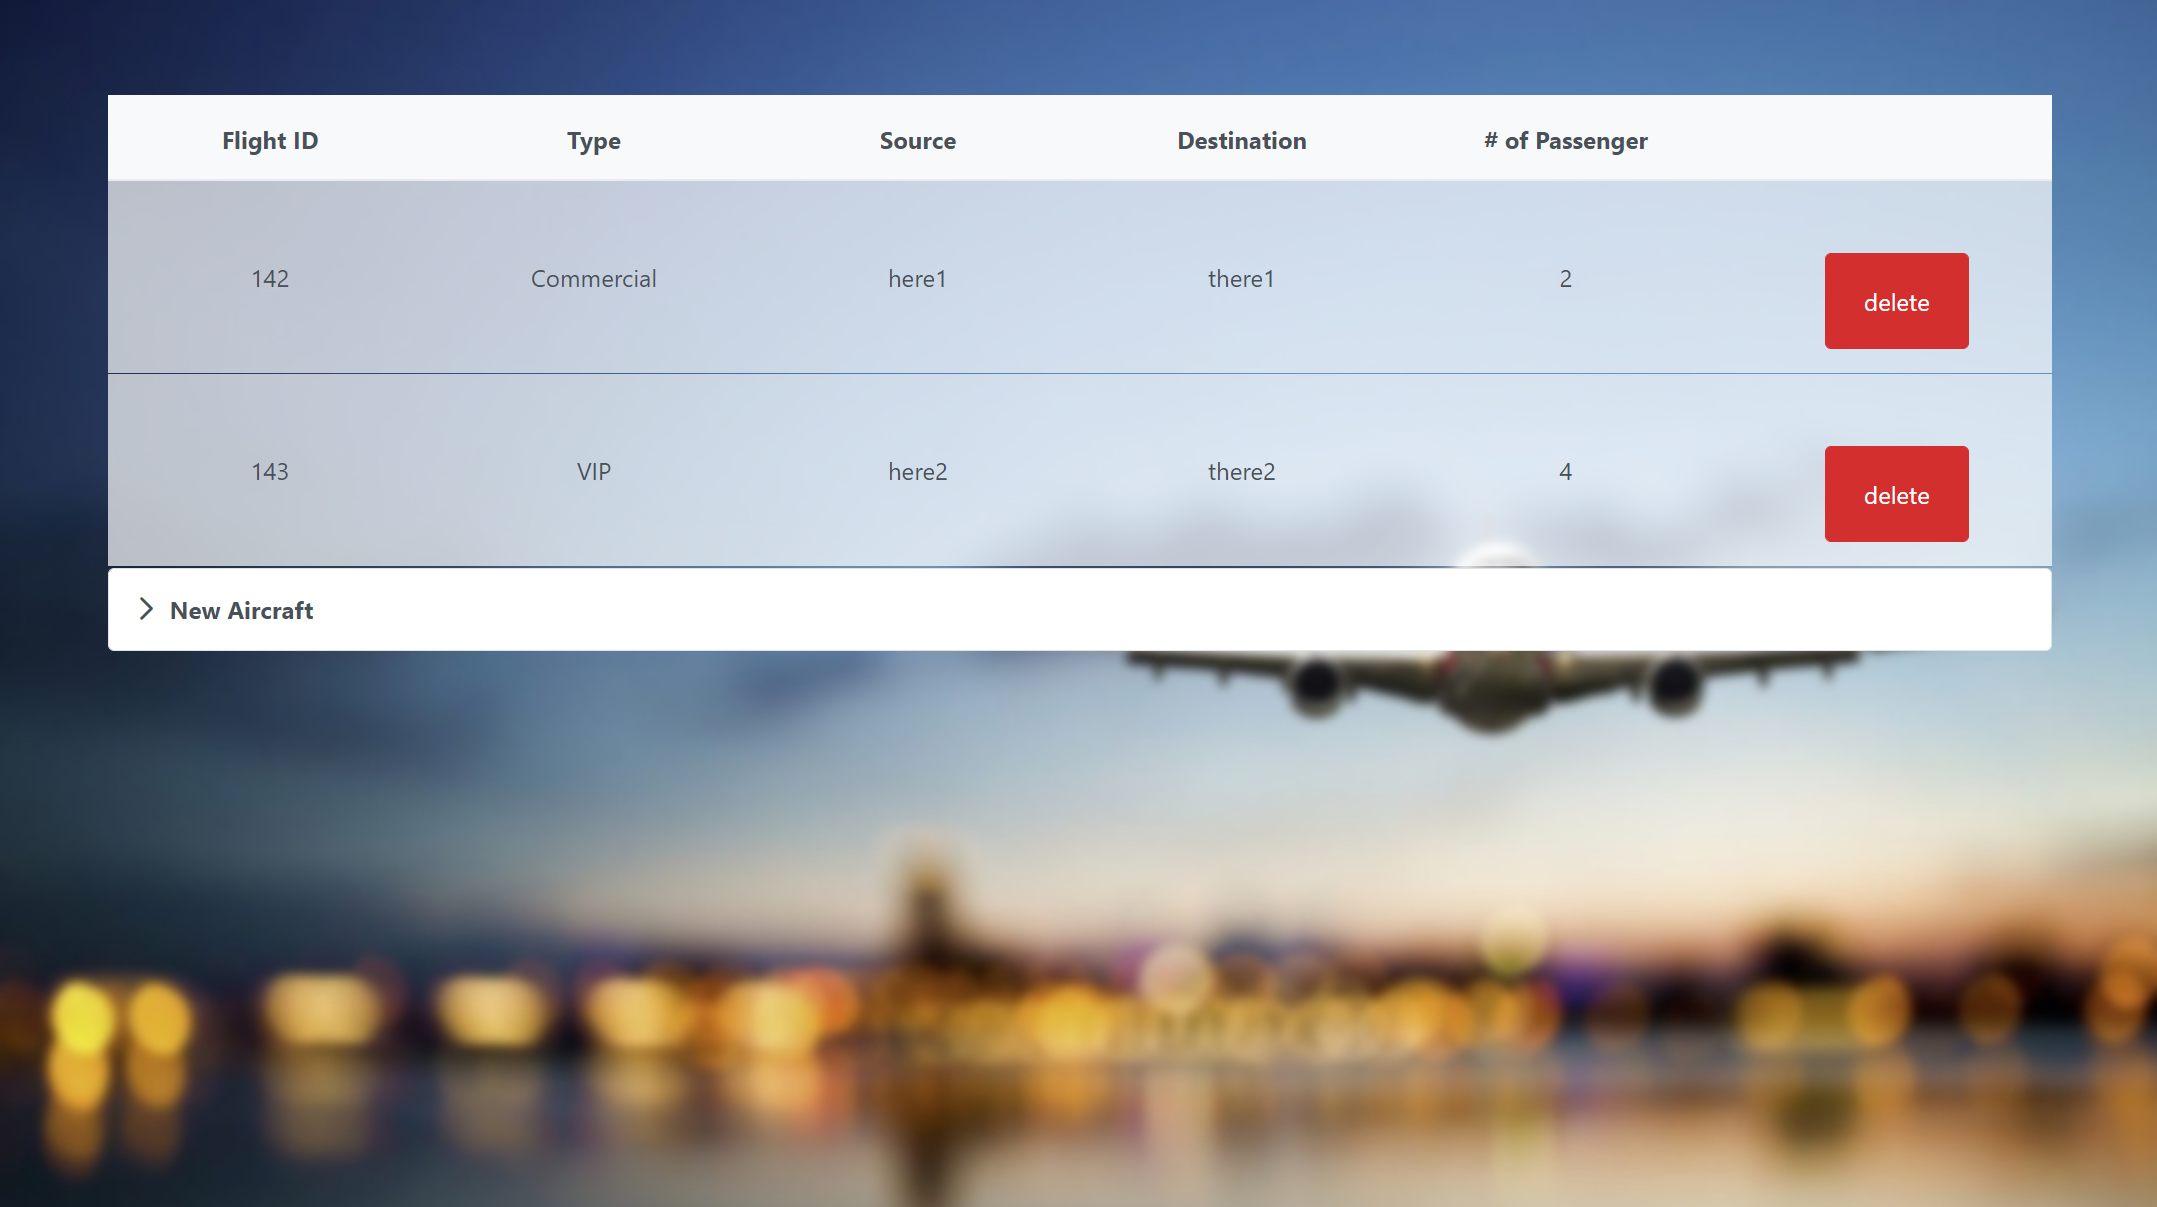 Flight ID Type Source Destination # of Passenger
142 Commercial here1 there1 2 delete
143 VIP here2 there2 4 delete
New Aircraft